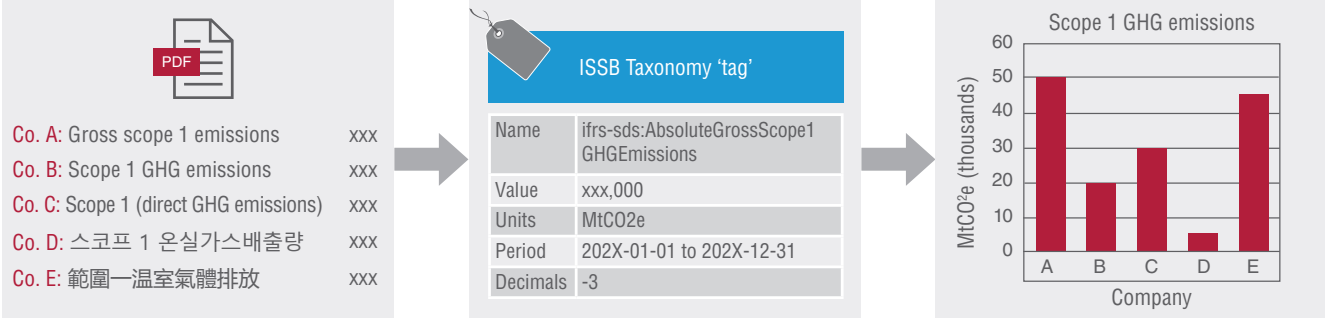 PDF
Co. A: Gross scope 1 emissions xxx
Co. B: Scope 1 GHG emissions xxx
Co. C: Scope 1 (direct GHG emissions) xxx
Co. D: 스코프 1 온실가스배출량 xxx
Co. E: 範圍一温室氣體排放 xxx
ISSB Taxonomy ‘tag’
Name ifrs-sds:AbsoluteGrossScope1
GHGEmissions
Value xxx,000
Units MtCO2e
Period 202X-01-01 to 202X-12-31
Decimals -3
Scope 1 GHG emissions
MtCO²e (thousands)
60
50
40
30
20
10
0
A B C D E
Company